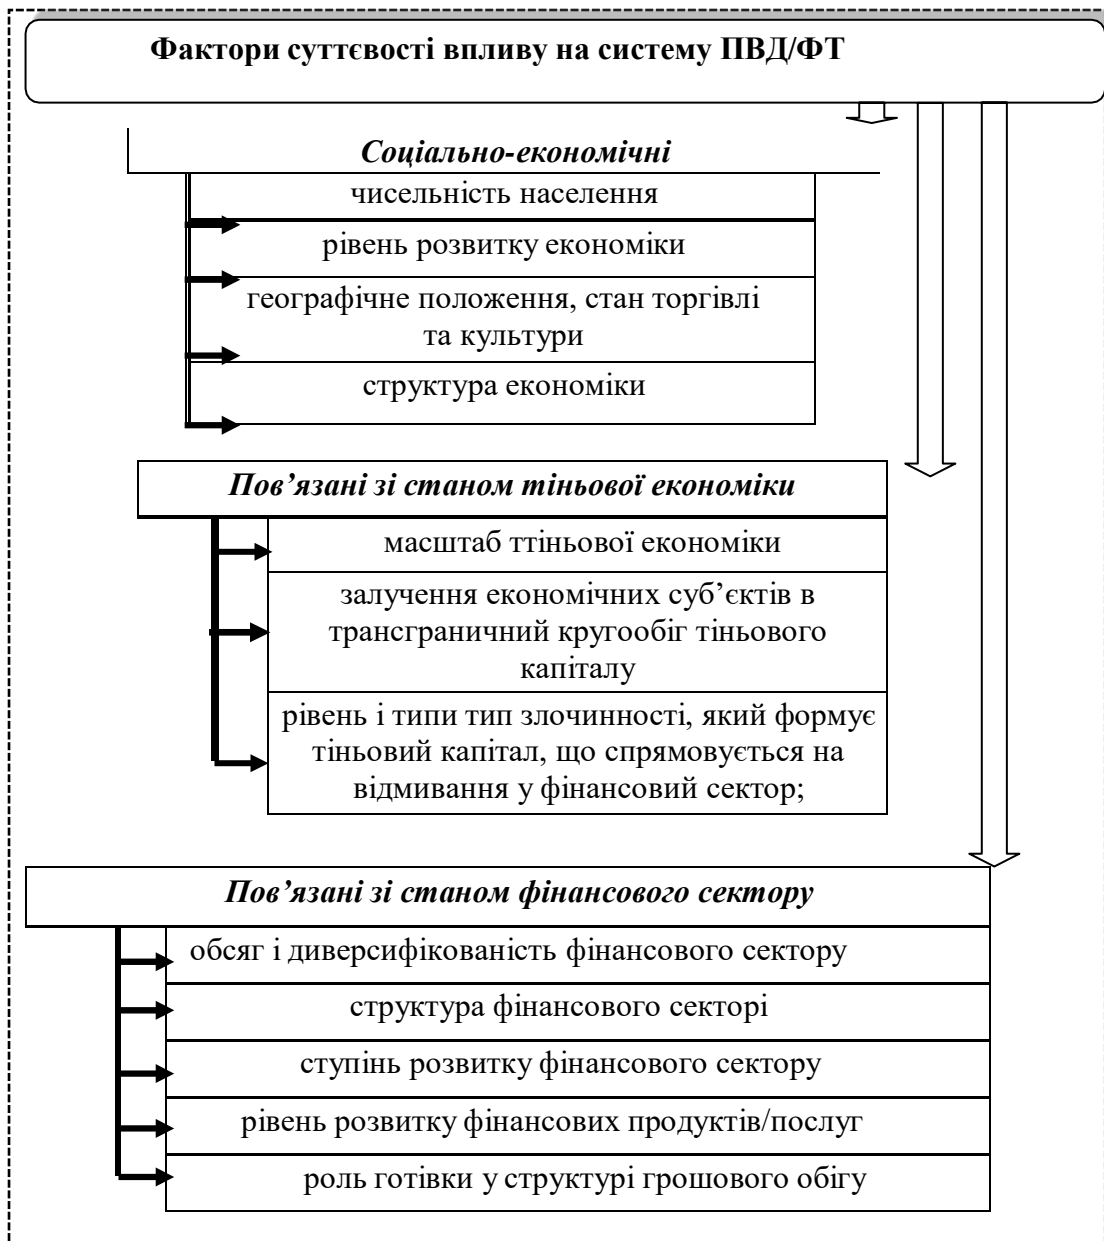 Фактори суттєвості впливу на систему ПВД/ФТ
Соціально-економічні
чисельність населення
рівень розвитку економіки
географічне положення, стан торгівлі
та культури
структура економіки
Пов’язані зі станом тіньової економіки
масштаб ттіньової економіки
залучення економічних суб’єктів в
трансграничний кругообіг тіньового
капіталу
рівень і типи тип злочинності, який формує
тіньовий капітал, що спрямовується на
відмивання у фінансовий сектор;
Пов’язані зі станом фінансового сектору
обсяг і диверсифікованість фінансового сектору
структура фінансового секторі
ступінь розвитку фінансового сектору
рівень розвитку фінансових продуктів/послуг
роль готівки у структурі грошового обігу